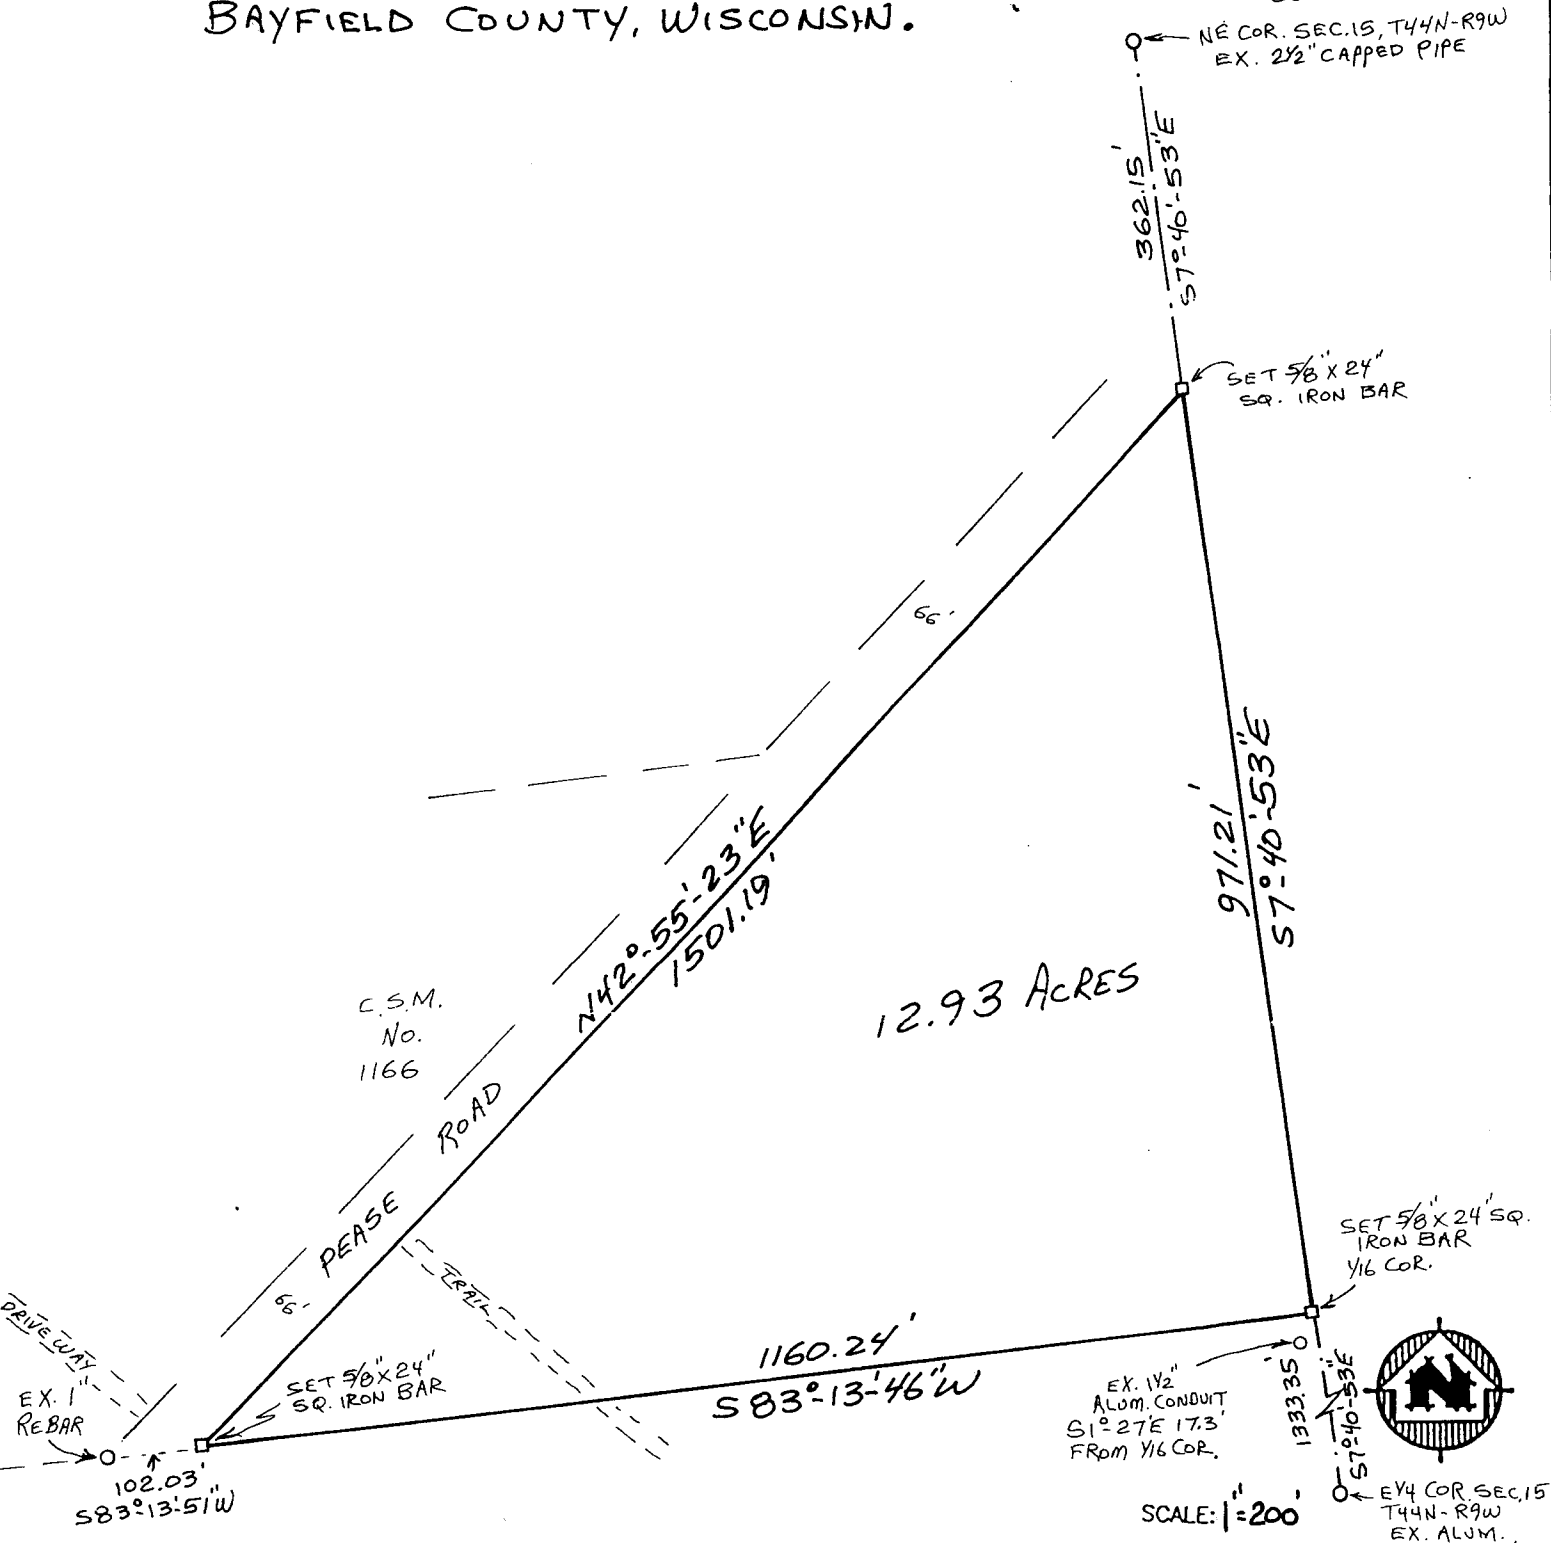 BAYFIELD COUNTY, WISCONSIN.
NE COR. SEC.15, T44N-R9W
EX. 2½" CAPPED PIPE
362.15'
S7°-40'-53"E
SET 5/8" X 24"
SQ. IRON BAR
66'
971.21'
S7°-40'-53"E
N42°-55'-23"E
1501.19'
12.93 ACRES
C.S.M.
No.
1166
PEASE ROAD
66'
TRAIL
DRIVEWAY
SET 5/8" X 24" SQ.
IRON BAR
1/16 COR.
1160.24'
S83°-13'-46"W
SET 5/8" X 24"
SQ. IRON BAR
EX. 1"
REBAR
102.03'
S83°-13'-51"W
EX. 1½"
ALUM. CONDUIT
S1°-27'E 17.3'
FROM 1/16 COR.
1333.35'
S7°-40'-53"E
N
SCALE: 1"=200'
E1/4 COR. SEC.15
T44N-R9W
EX. ALUM.